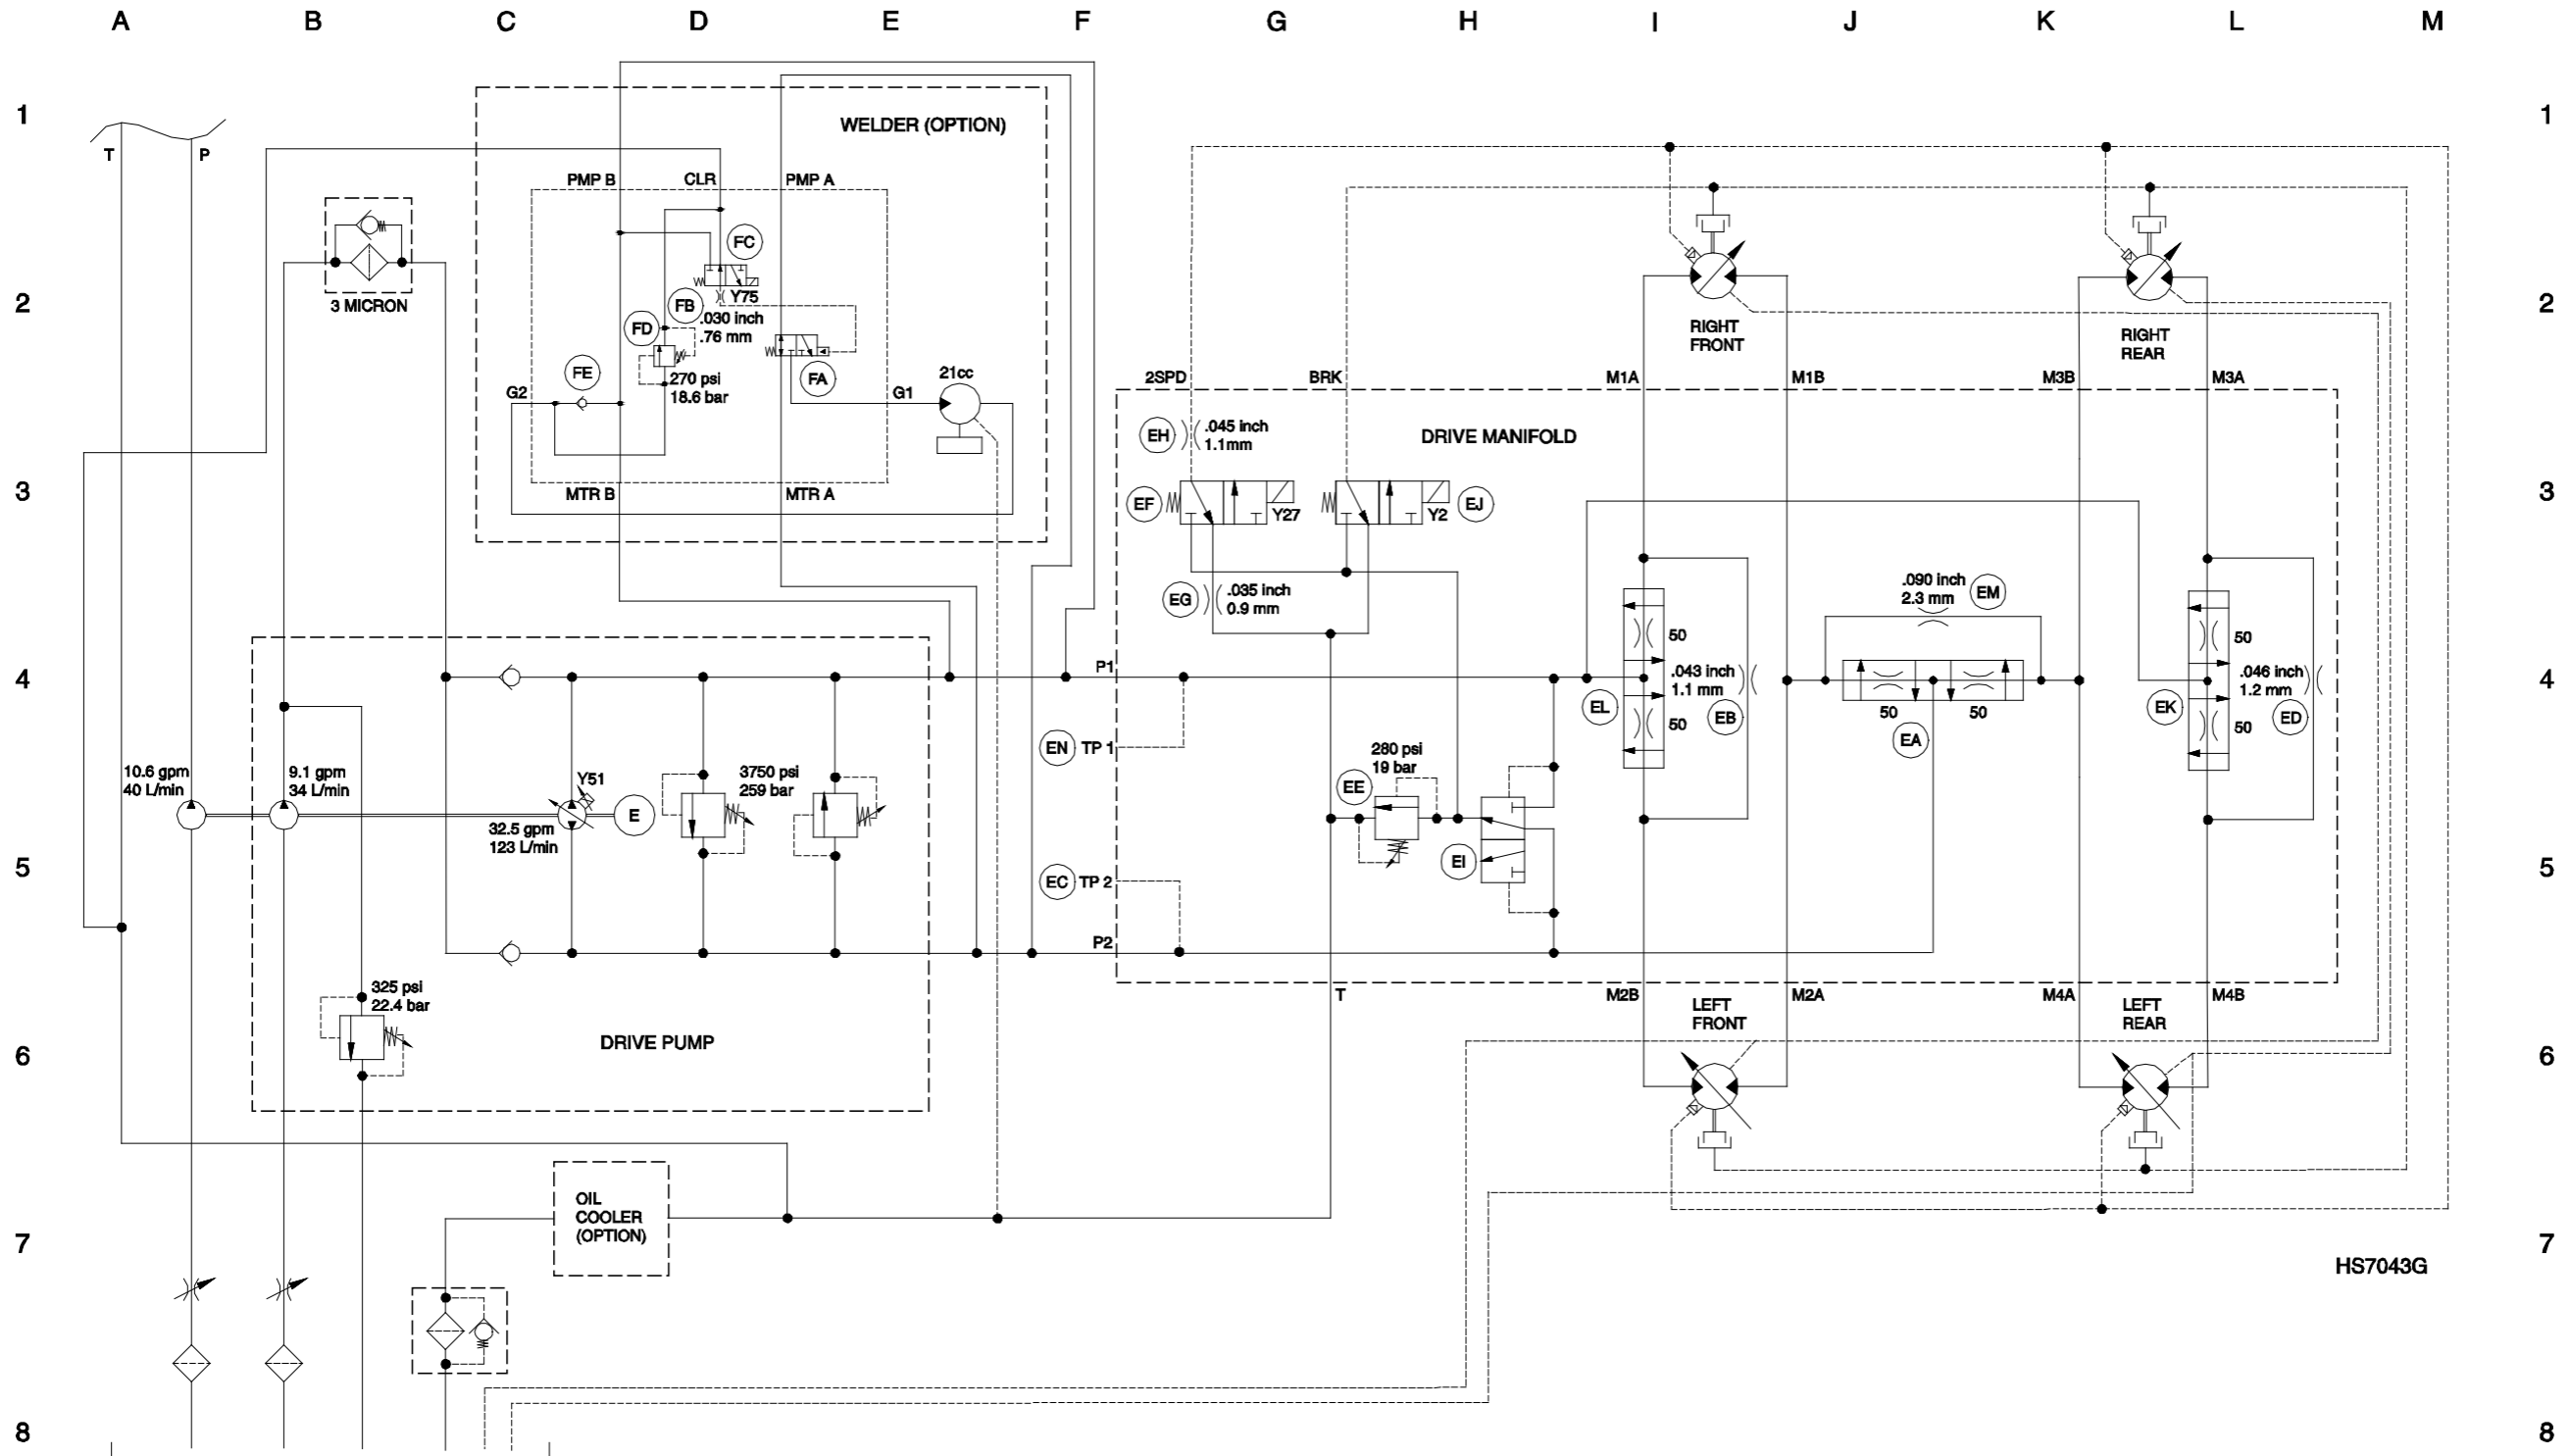 A B C D E F G H I J K L M
1 1
WELDER (OPTION)
T P
PMP B CLR PMP A
FC
2 2
3 MICRON
Y75
FB
.030 inch
.76 mm
FD
RIGHT
FRONT
RIGHT
REAR
FE
270 psi
18.6 bar
FA
21cc
G2 G1
2SPD BRK M1A M1B M3B M3A
EH
.045 inch
1.1mm
DRIVE MANIFOLD
3 3
MTR B MTR A
EF Y27 Y2 EJ
EG
.035 inch
0.9 mm
.090 inch
2.3 mm
EM
50 50
4 4
P1
.043 inch
1.1 mm
.046 inch
1.2 mm
EL EB EK ED
50 50 50 50
EA
EN TP 1
280 psi
19 bar
EE
10.6 gpm
40 L/min
9.1 gpm
34 L/min
Y51
3750 psi
259 bar
E
32.5 gpm
123 L/min
5 5
EI
EC TP 2
P2
325 psi
22.4 bar
T M2B M2A M4A M4B
LEFT
FRONT
LEFT
REAR
DRIVE PUMP
6 6
OIL
COOLER
(OPTION)
7 7
HS7043G
8 8